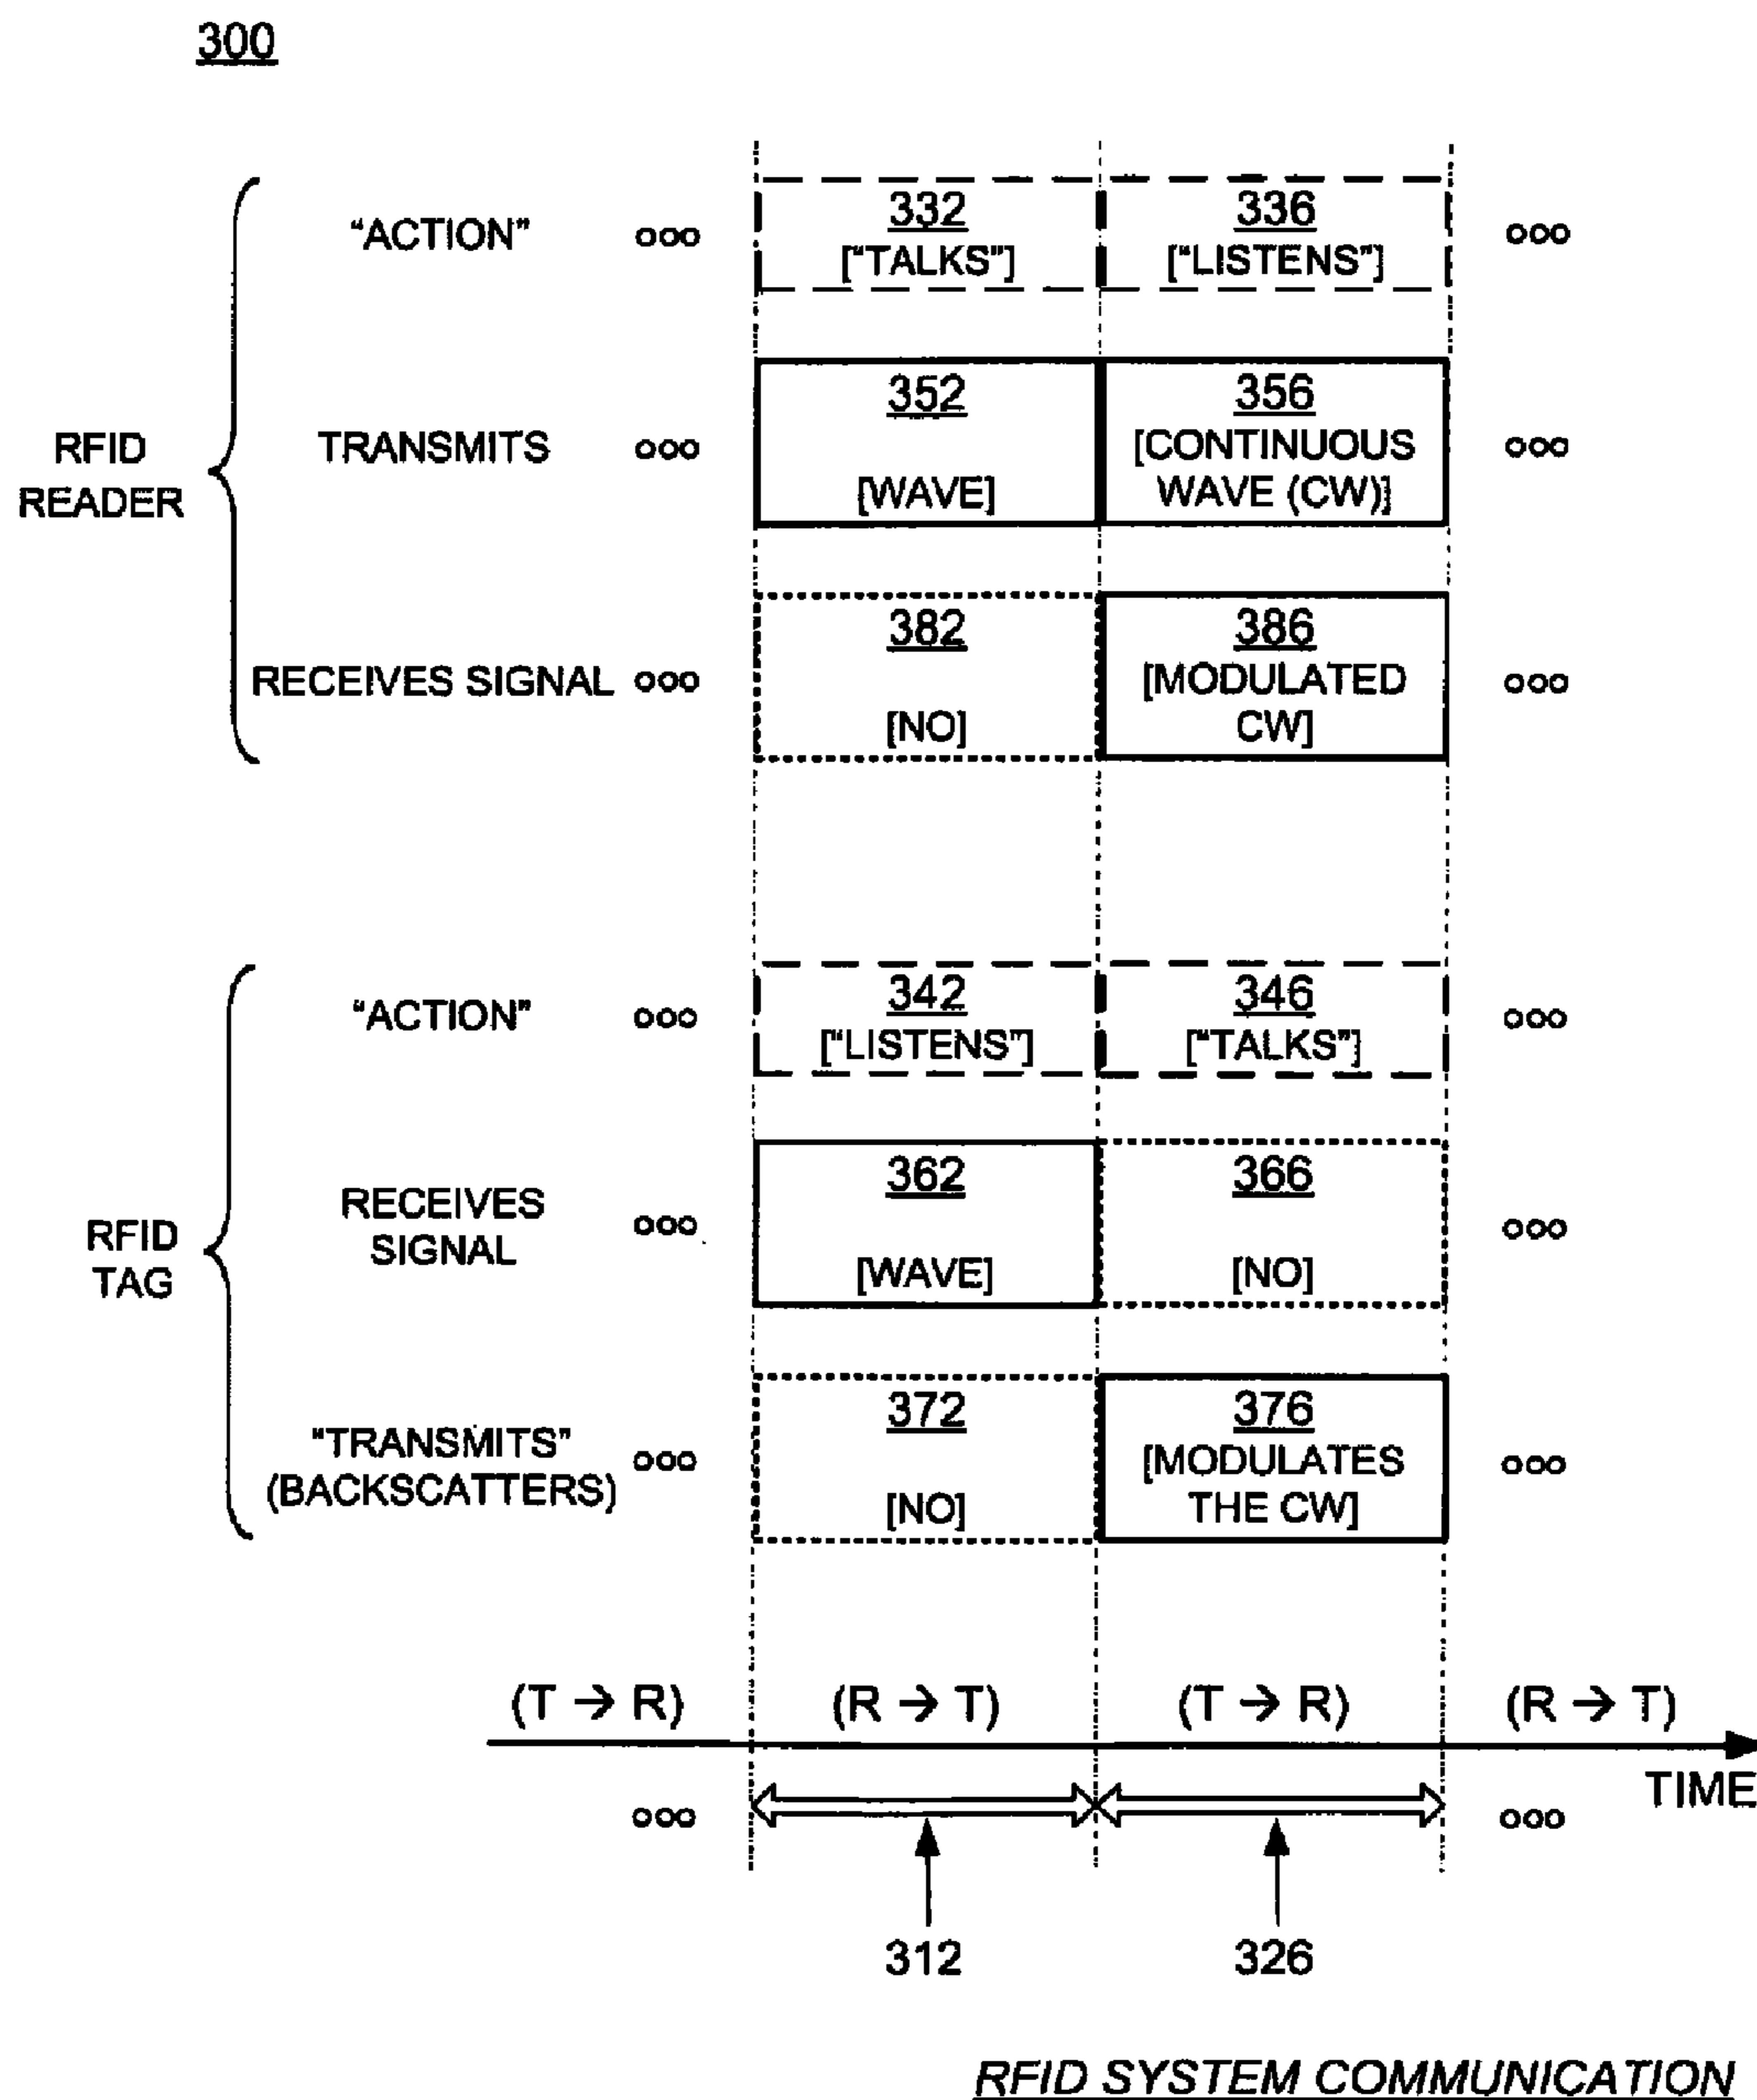 300
"ACTION" ooo 332 336 ooo
["TALKS"] ["LISTENS"]
RFID READER
TRANSMITS ooo 352 356 ooo
[WAVE] [CONTINUOUS WAVE (CW)]
RECEIVES SIGNAL ooo 382 386 ooo
[NO] [MODULATED CW]
"ACTION" ooo 342 346 ooo
["LISTENS"] ["TALKS"]
RFID TAG
RECEIVES SIGNAL ooo 362 366 ooo
[WAVE] [NO]
"TRANSMITS" (BACKSCATTERS) ooo 372 376 ooo
[NO] [MODULATES THE CW]
(T → R) (R → T) (T → R) (R → T)
TIME
ooo ooo
312 326
RFID SYSTEM COMMUNICATION